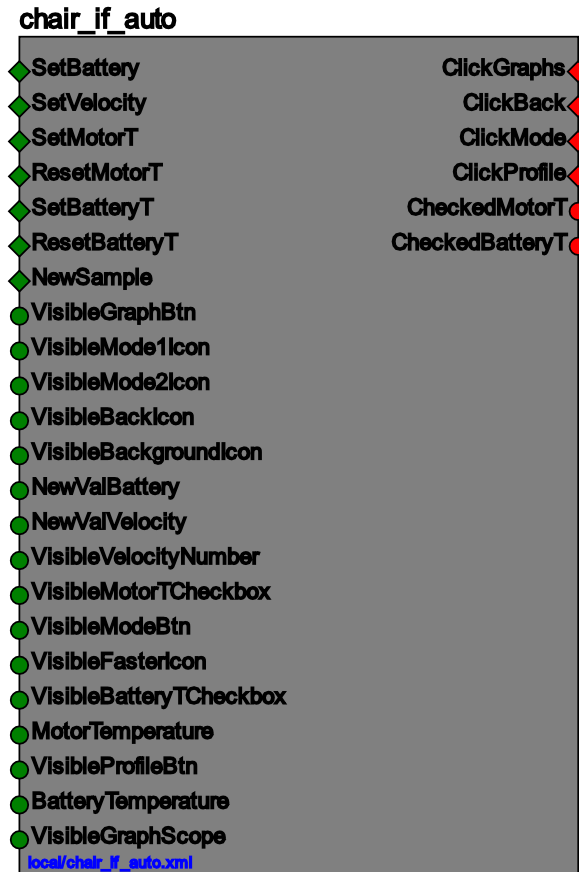 chair_if_auto
SetBattery ClickGraphs
SetVelocity ClickBack
SetMotorT ClickMode
ResetMotorT ClickProfile
SetBatteryT CheckedMotorT
ResetBatteryT CheckedBatteryT
NewSample
VisibleGraphBtn
VisibleMode1Icon
VisibleMode2Icon
VisibleBackIcon
VisibleBackgroundIcon
NewValBattery
NewValVelocity
VisibleVelocityNumber
VisibleMotorTCheckbox
VisibleModeBtn
VisibleFasterIcon
VisibleBatteryTCheckbox
MotorTemperature
VisibleProfileBtn
BatteryTemperature
VisibleGraphScope
local/chair_if_auto.xml